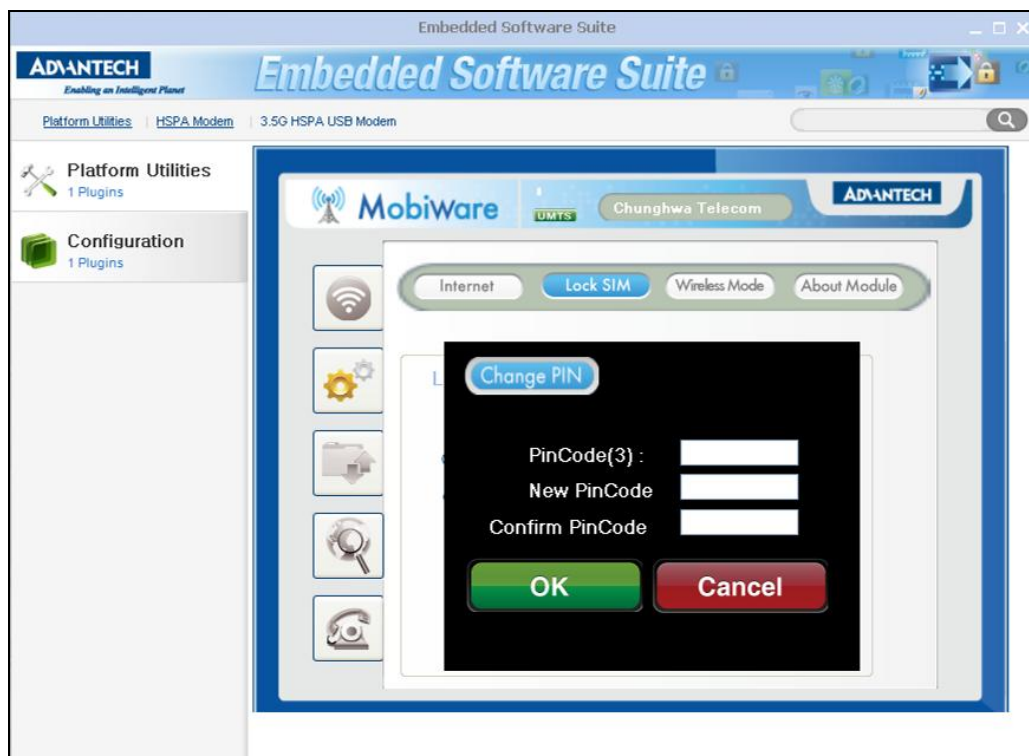 Embedded Software Suite
ADVANTECH
Enabling an Intelligent Planet
Embedded Software Suite
Platform Utilities | HSPA Modem | 3.5G HSPA USB Modem
Platform Utilities
1 Plugins
Configuration
1 Plugins
Mobiware
UMTS
Chunghwa Telecom
ADVANTECH
Internet
Lock SIM
Wireless Mode
About Module
L
Change PIN
PinCode(3) :
New PinCode
Confirm PinCode
OK
Cancel